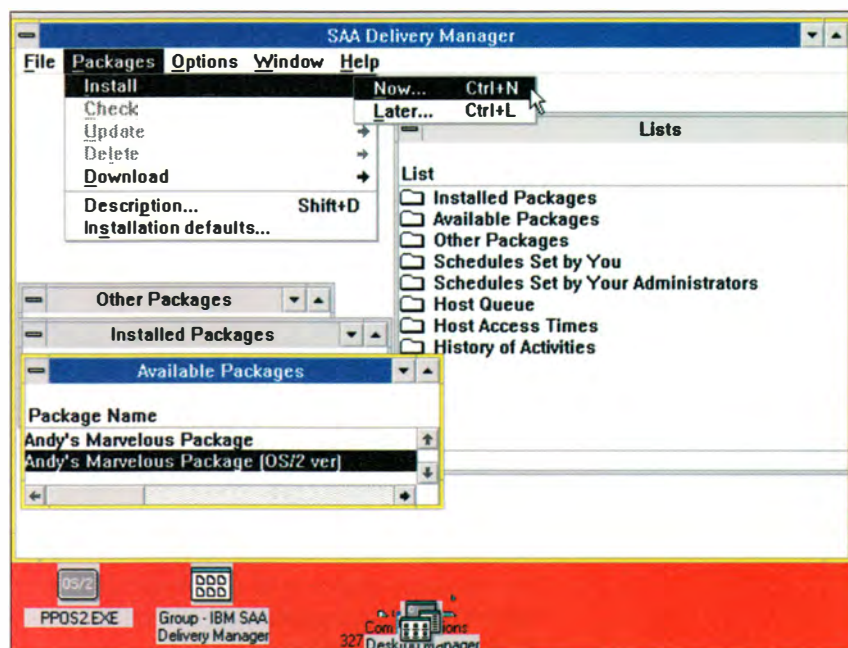 SAA Delivery Manager
File Packages Options Window Help
Install
Check
Update
Delete
Download
Description... Shift+D
Installation defaults...
Now... Ctrl+N
Later... Ctrl+L
Lists
List
Installed Packages
Available Packages
Other Packages
Schedules Set by You
Schedules Set by Your Administrators
Host Queue
Host Access Times
History of Activities
Other Packages
Installed Packages
Available Packages
Package Name
Andy's Marvelous Package
Andy's Marvelous Package (OS/2 ver)
OS/2
PPOS2.EXE
Group - IBM SAA
Delivery Manager
327
Desktop Manager